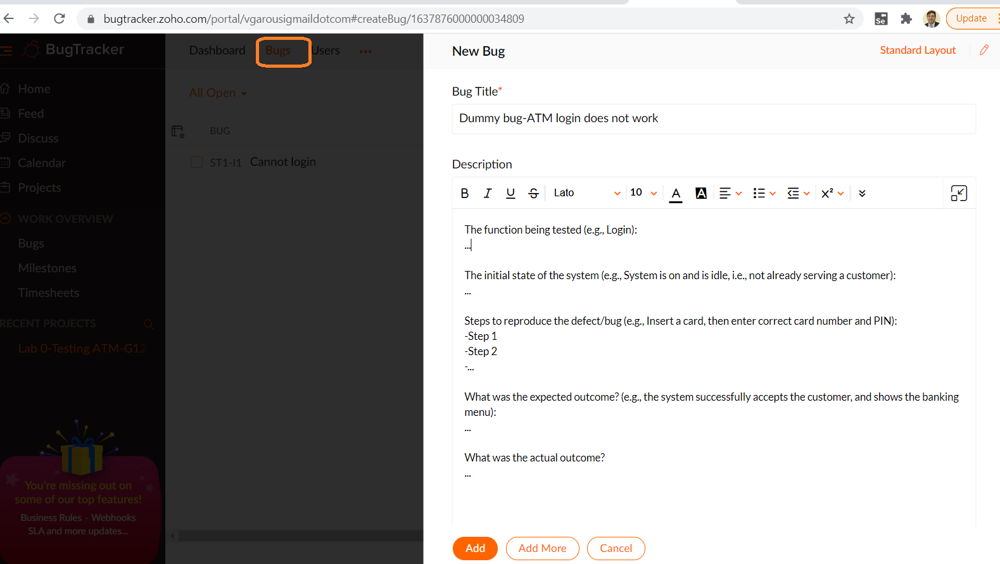 bugtracker.zoho.com/portal/vgarousigmaildotcom#createBug/1637876000000034809
Se
Update
BugTracker
Dashboard
Bugs
Users
New Bug
Standard Layout
Home
Feed
Discuss
Calendar
Projects
WORK OVERVIEW
Bugs
Milestones
Timesheets
RECENT PROJECTS
Lab 0-Testing ATM-G12
You're missing out on
some of our top features!
Business Rules · Webhooks
SLA and more updates...
All Open
BUG
ST1-I1 Cannot login
Bug Title*
Dummy bug-ATM login does not work
Description
B I U S Lato 10 A A X²
The function being tested (e.g., Login):
...
The initial state of the system (e.g., System is on and is idle, i.e., not already serving a customer):
...
Steps to reproduce the defect/bug (e.g., Insert a card, then enter correct card number and PIN):
-Step 1
-Step 2
-...
What was the expected outcome? (e.g., the system successfully accepts the customer, and shows the banking
menu):
...
What was the actual outcome?
...
Add
Add More
Cancel